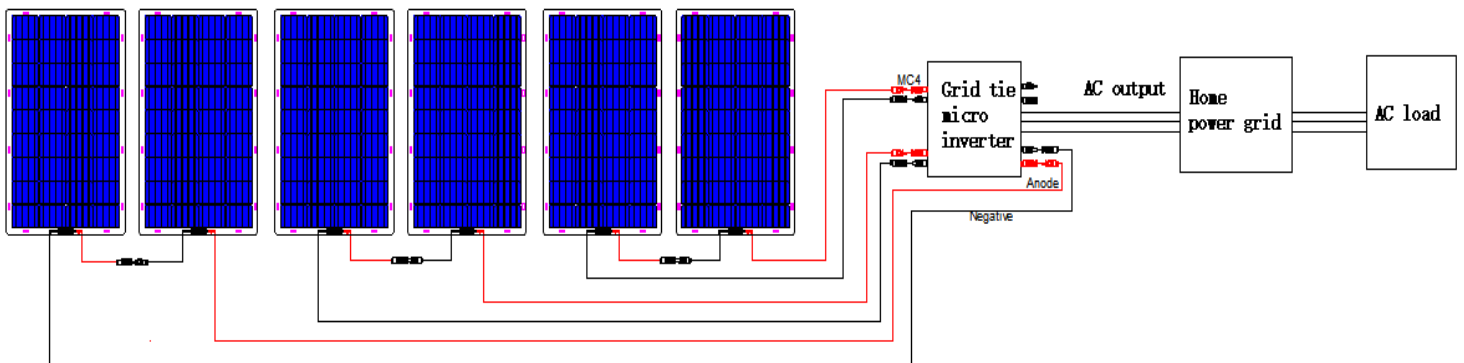 MC4
Grid tie
micro
inverter
AC output
Home
power grid
AC load
Anode
Negative